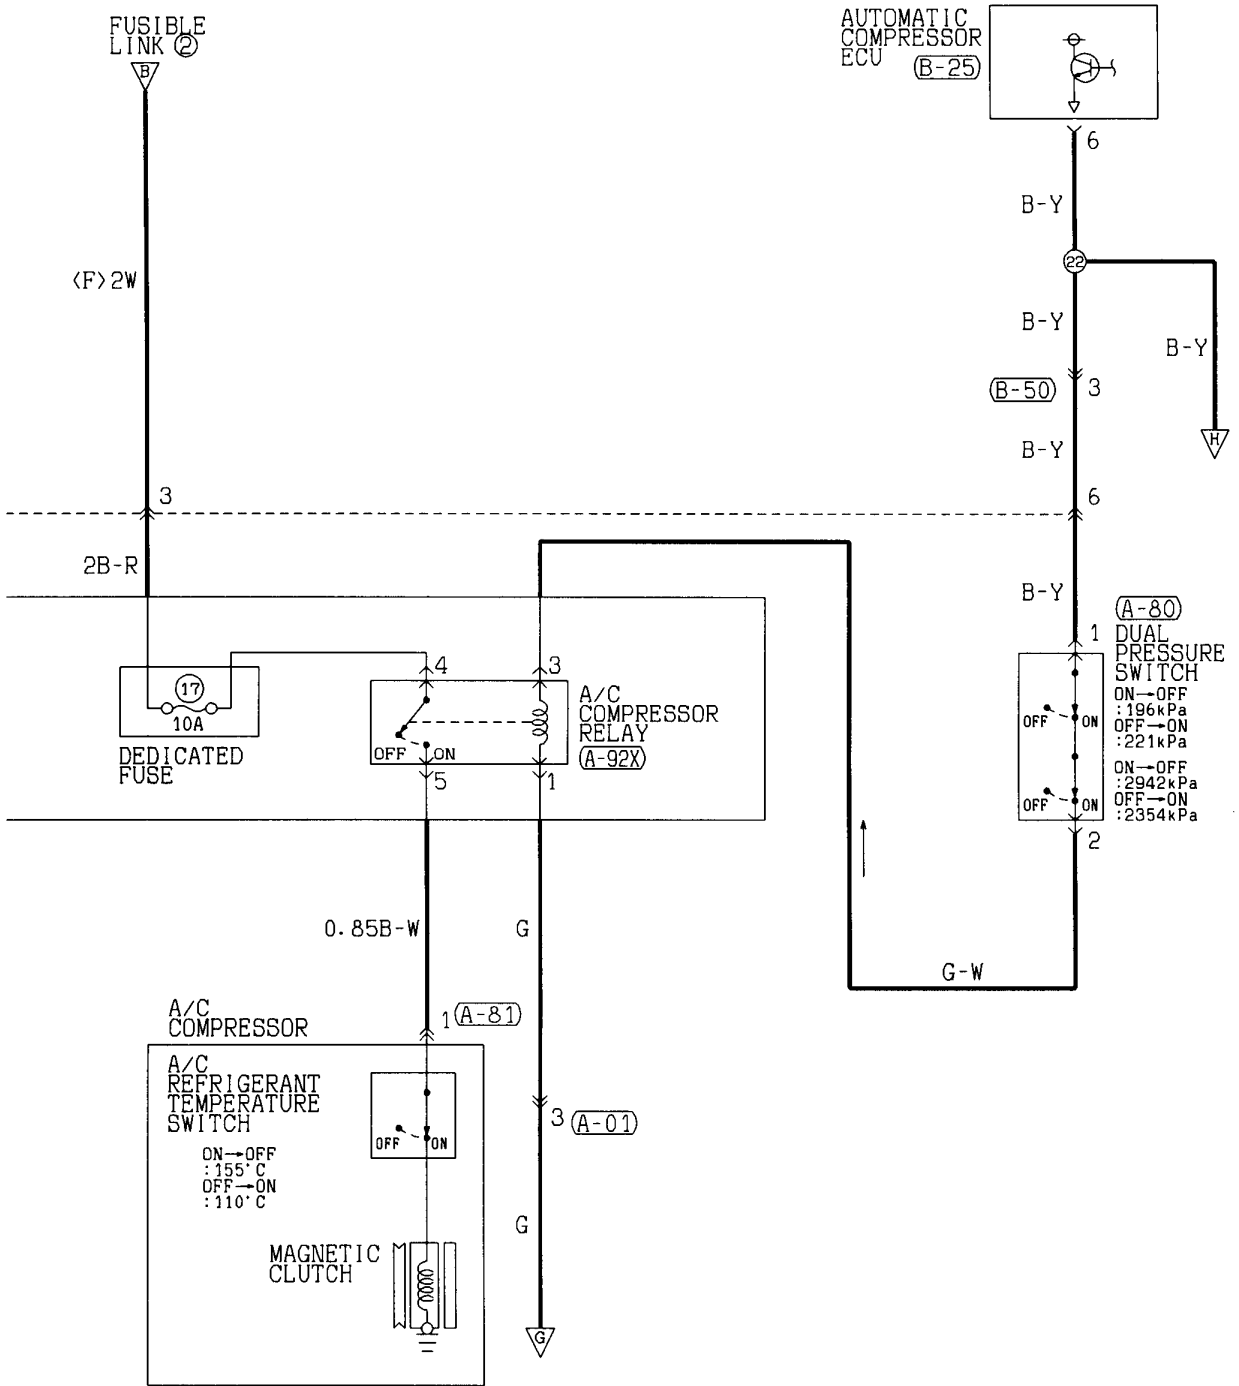 FUSIBLE
LINK ②
B
AUTOMATIC
COMPRESSOR
ECU
B-25
6
B-Y
22
<F>2W
B-Y
B-Y
B-50
3
H
B-Y
3
6
2B-R
B-Y
A-80
1
DUAL
PRESSURE
SWITCH
ON→OFF
:196kPa
OFF→ON
:221kPa
ON→OFF
:2942kPa
OFF→ON
:2354kPa
OFF
ON
OFF
ON
2
17
10A
DEDICATED
FUSE
4
3
A/C
COMPRESSOR
RELAY
A-92X
OFF
ON
5
1
0.85B-W
G
G-W
A/C
COMPRESSOR
1
A-81
A/C
REFRIGERANT
TEMPERATURE
SWITCH
ON→OFF
:155°C
OFF→ON
:110°C
OFF
ON
3
A-01
G
MAGNETIC
CLUTCH
G